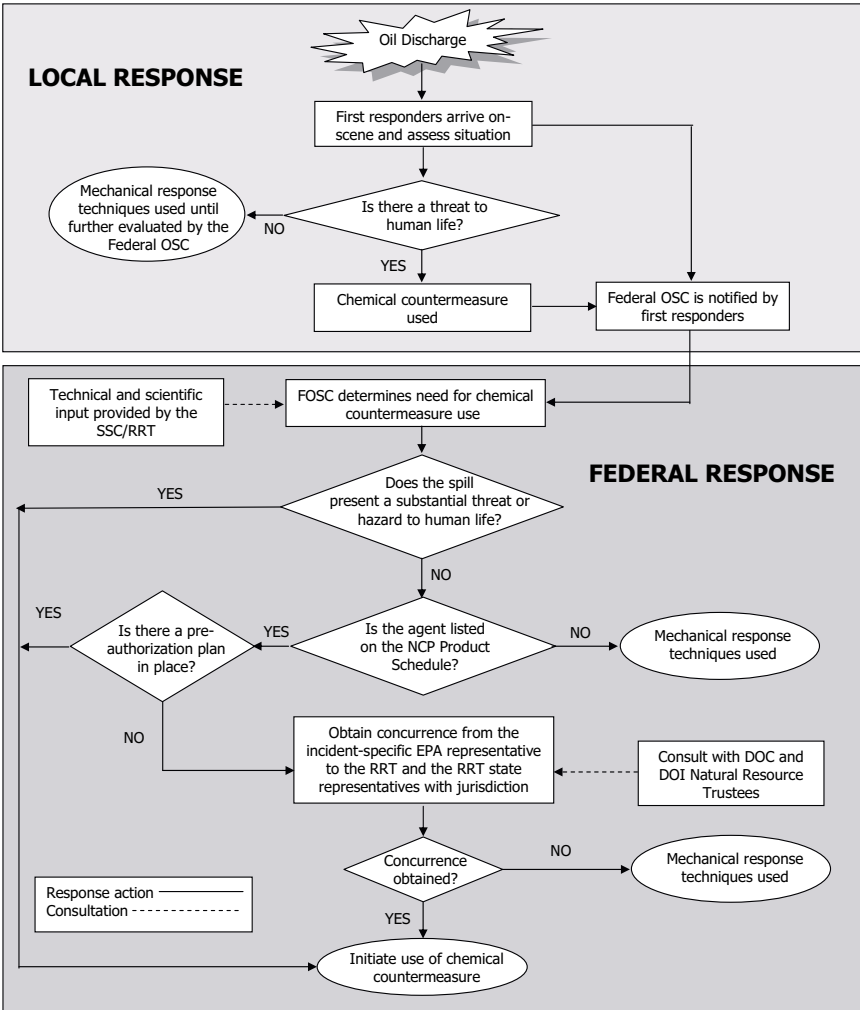 Oil Discharge
LOCAL RESPONSE
First responders arrive on-
scene and assess situation
Mechanical response
techniques used until
further evaluated by the
Federal OSC
NO
Is there a threat to
human life?
YES
Chemical countermeasure
used
Federal OSC is notified by
first responders
Technical and scientific
input provided by the
SSC/RRT
FOSC determines need for chemical
countermeasure use
FEDERAL RESPONSE
YES
Does the spill
present a substantial threat or
hazard to human life?
NO
YES
Is there a pre-
authorization plan
in place?
YES
Is the agent listed
on the NCP Product
Schedule?
NO
Mechanical response
techniques used
NO
Obtain concurrence from the
incident-specific EPA representative
to the RRT and the RRT state
representatives with jurisdiction
Consult with DOC and
DOI Natural Resource
Trustees
Concurrence
obtained?
NO
Mechanical response
techniques used
Response action
Consultation
YES
Initiate use of chemical
countermeasure